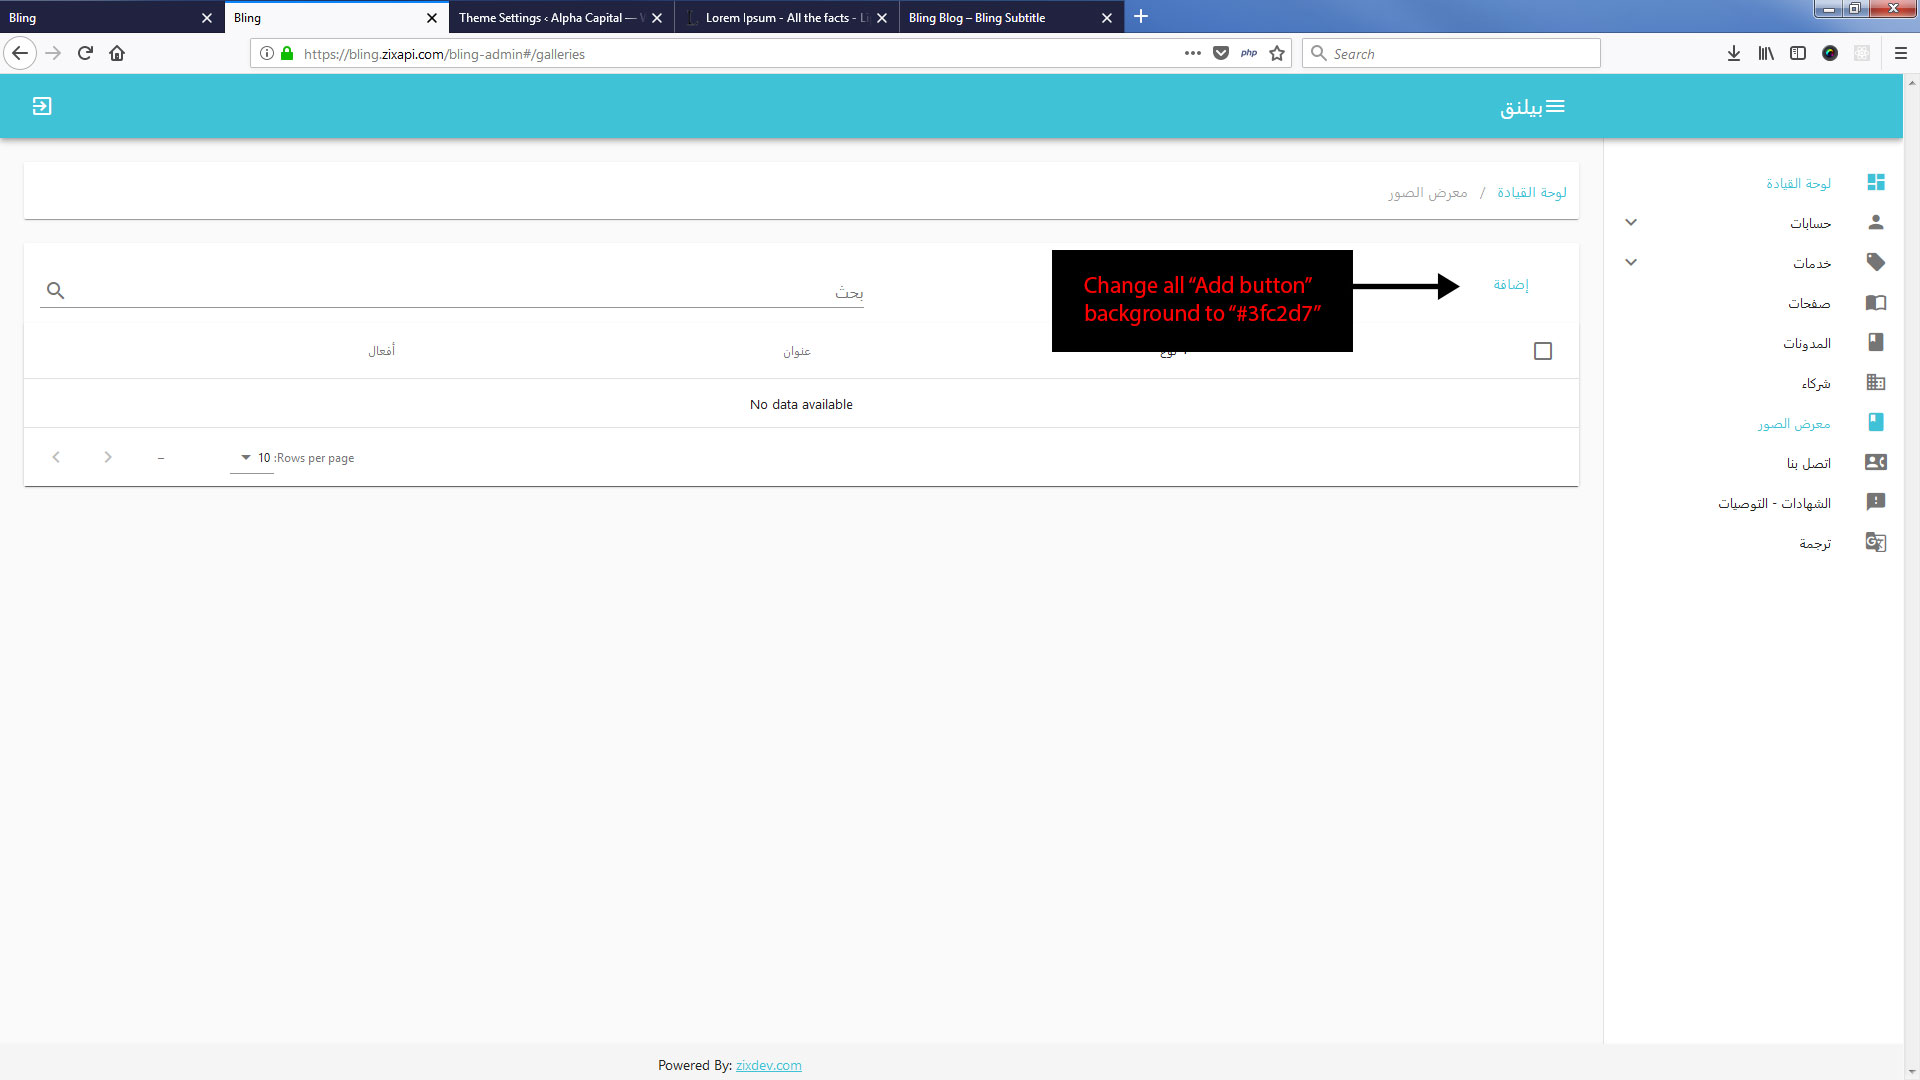 Bling
Bling
Theme Settings ‹ Alpha Capital —
Lorem Ipsum - All the facts - Li
Bling Blog – Bling Subtitle
https://bling.zixapi.com/bling-admin#/galleries
php
Search
بيلنق
لوحة القيادة / معرض الصور
إضافة
Change all “Add button”
background to “#3fc2d7”
بحث
عنوان
أفعال
No data available
Rows per page:
10
–
لوحة القيادة
حسابات
خدمات
صفحات
المدونات
شركاء
معرض الصور
اتصل بنا
الشهادات - التوصيات
ترجمة
Powered By: zixdev.com